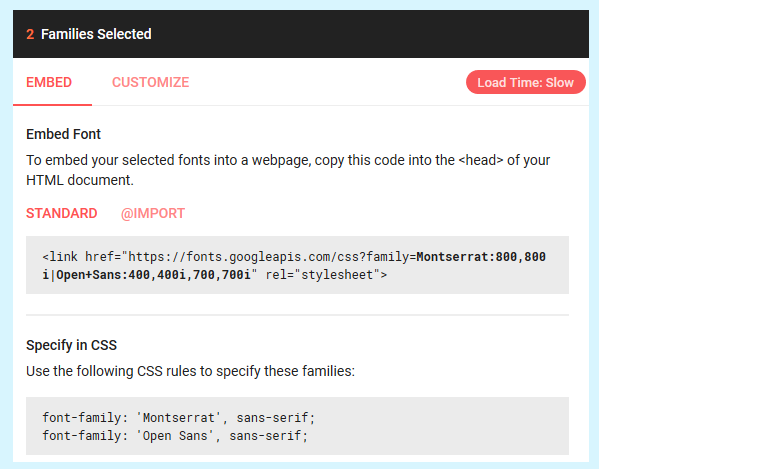 2 Families Selected
EMBED CUSTOMIZE Load Time: Slow
Embed Font
To embed your selected fonts into a webpage, copy this code into the <head> of your
HTML document.
STANDARD @IMPORT
<link href="https://fonts.googleapis.com/css?family=Montserrat:800,800
i|Open+Sans:400,400i,700,700i" rel="stylesheet">
Specify in CSS
Use the following CSS rules to specify these families:
font-family: 'Montserrat', sans-serif;
font-family: 'Open Sans', sans-serif;